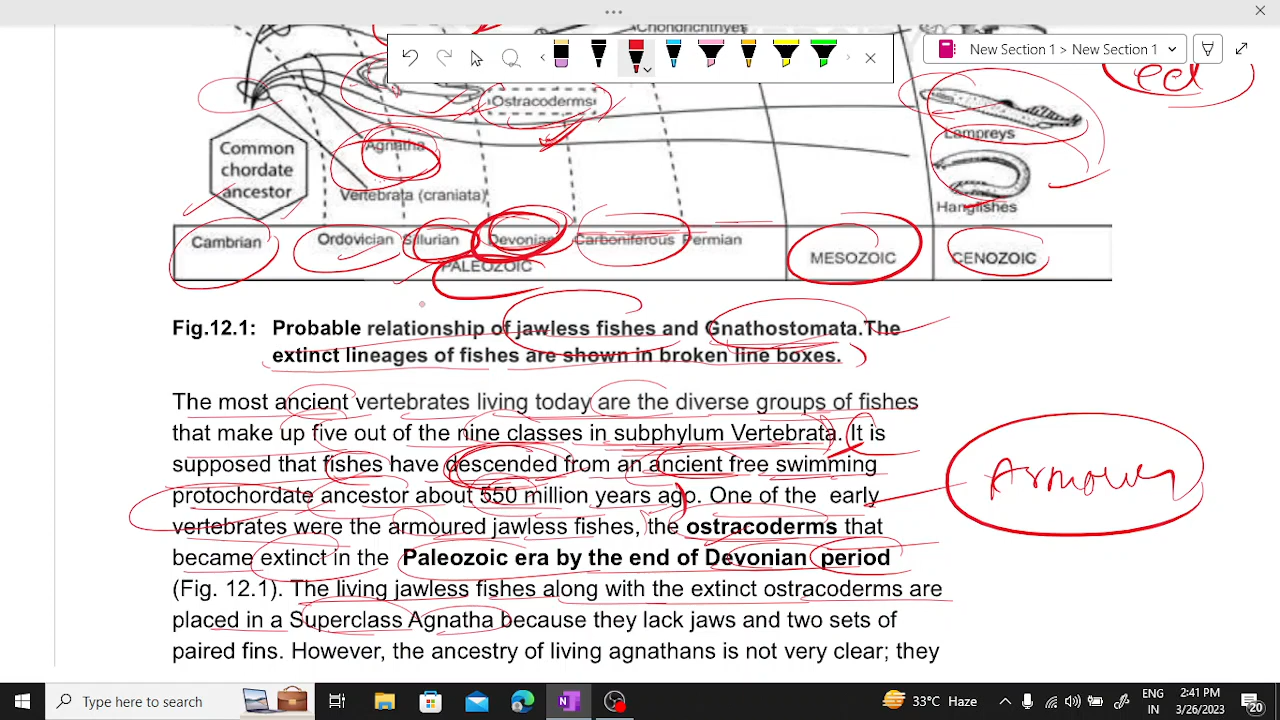 Chondrichthyes
New Section 1 > New Section 1
ed
Ostracoderms
Lampreys
Common
chordate
ancestor
Agnatha
Vertebrata (craniata)
Hangfishes
Cambrian
Ordovician
Sillurian
Devonian
Carboniferous
Permian
PALEOZOIC
MESOZOIC
CENOZOIC
Fig.12.1: Probable relationship of jawless fishes and Gnathostomata.The
extinct lineages of fishes are shown in broken line boxes.
The most ancient vertebrates living today are the diverse groups of fishes
that make up five out of the nine classes in subphylum Vertebrata. It is
supposed that fishes have descended from an ancient free swimming
protochordate ancestor about 550 million years ago. One of the early
vertebrates were the armoured jawless fishes, the ostracoderms that
became extinct in the Paleozoic era by the end of Devonian period
(Fig. 12.1). The living jawless fishes along with the extinct ostracoderms are
placed in a Superclass Agnatha because they lack jaws and two sets of
paired fins. However, the ancestry of living agnathans is not very clear; they
Type here to search
33°C Haze
ENG
IN
2:41 PM
3/26/2023
20